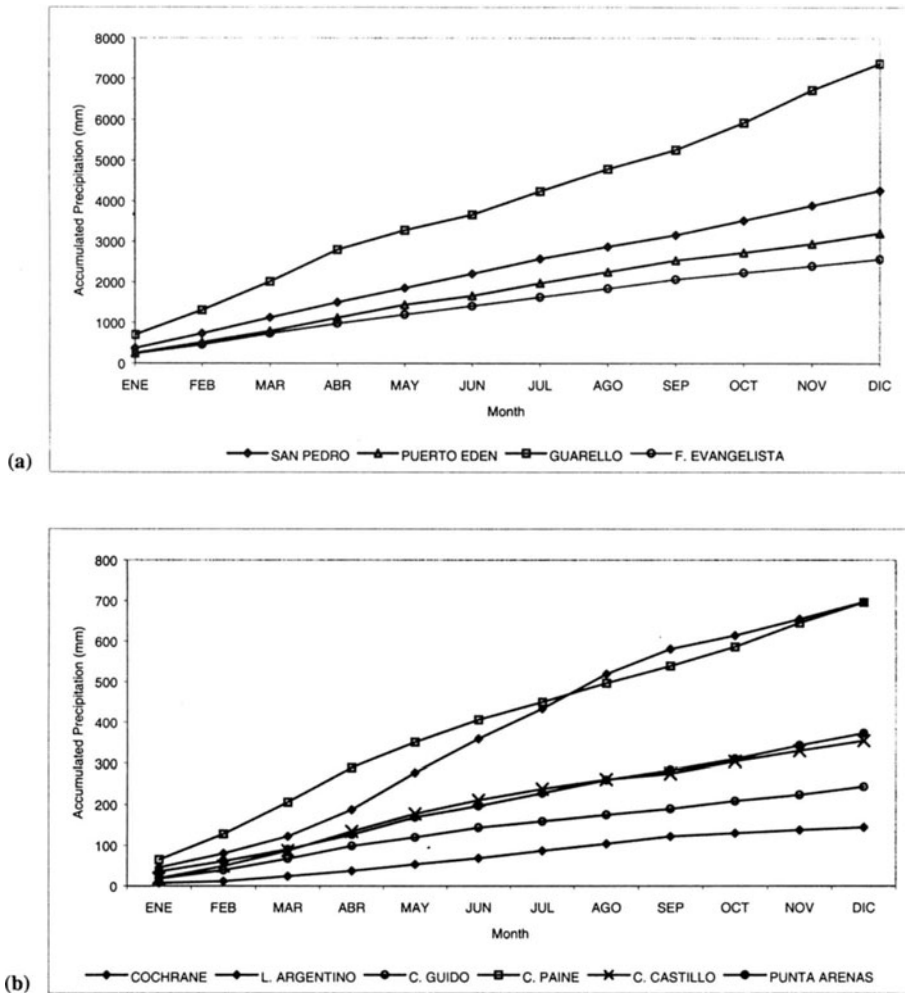 8000
7000
6000
5000
4000
3000
2000
1000
0
Accumulated Precipitation (mm)
ENE FEB MAR ABR MAY JUN JUL AGO SEP OCT NOV DIC
Month
SAN PEDRO PUERTO EDEN GUARELLO F. EVANGELISTA
(a)
800
700
600
500
400
300
200
100
0
Accumulated Precipitation (mm)
ENE FEB MAR ABR MAY JUN JUL AGO SEP OCT NOV DIC
Month
COCHRANE L. ARGENTINO C. GUIDO C. PAINE C. CASTILLO PUNTA ARENAS
(b)